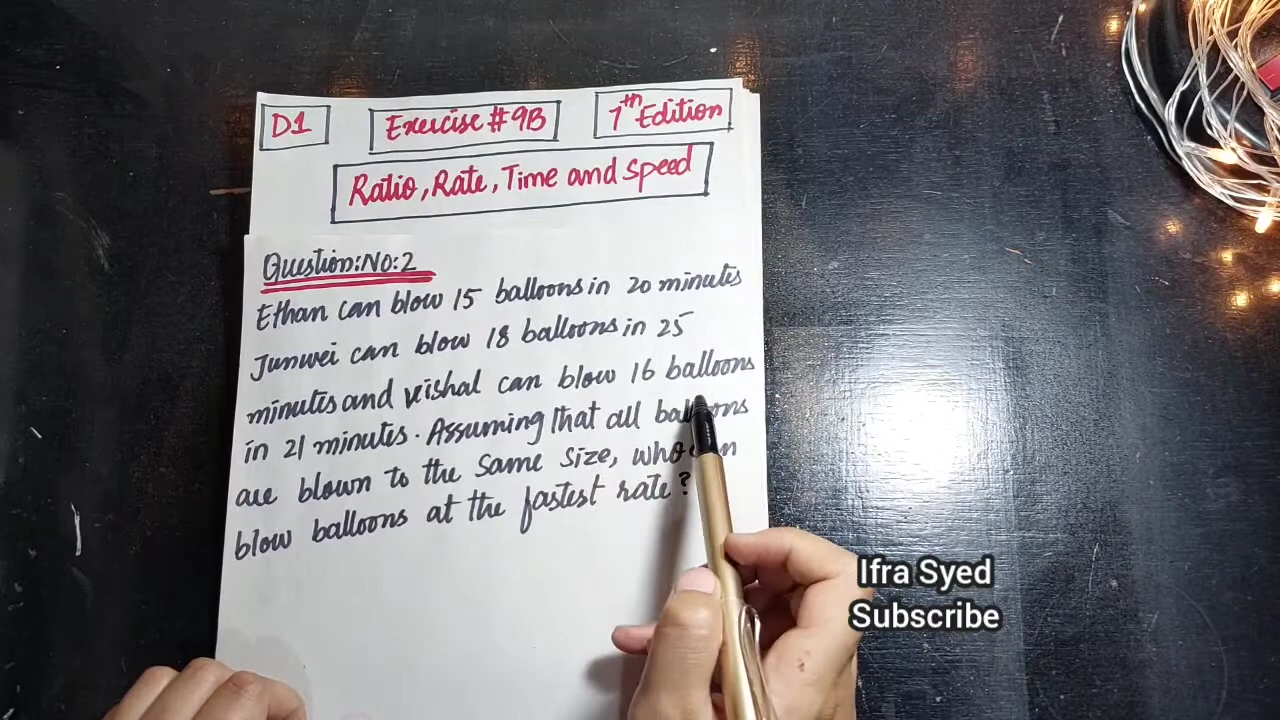 D1
Exercise # 9B
7th Edition
Ratio, Rate, Time and Speed
Question:No:2
Ethan can blow 15 balloons in 20 minutes
Junwei can blow 18 balloons in 25
minutes and Vishal can blow 16 balloons
in 21 minutes. Assuming that all balloons
are blown to the same size, who can
blow balloons at the fastest rate?
Ifra Syed
Subscribe